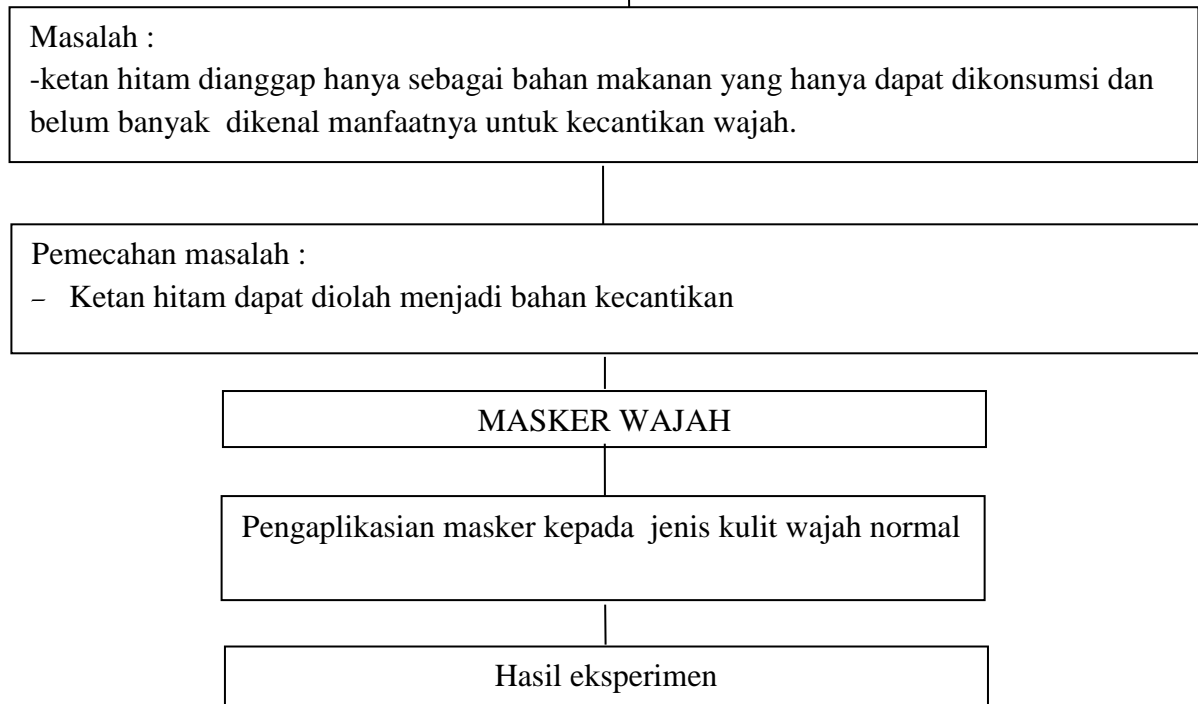 Masalah :
-ketan hitam dianggap hanya sebagai bahan makanan yang hanya dapat dikonsumsi dan
belum banyak  dikenal manfaatnya untuk kecantikan wajah.
Pemecahan masalah :
– Ketan hitam dapat diolah menjadi bahan kecantikan
MASKER WAJAH
Pengaplikasian masker kepada  jenis kulit wajah normal
Hasil eksperimen